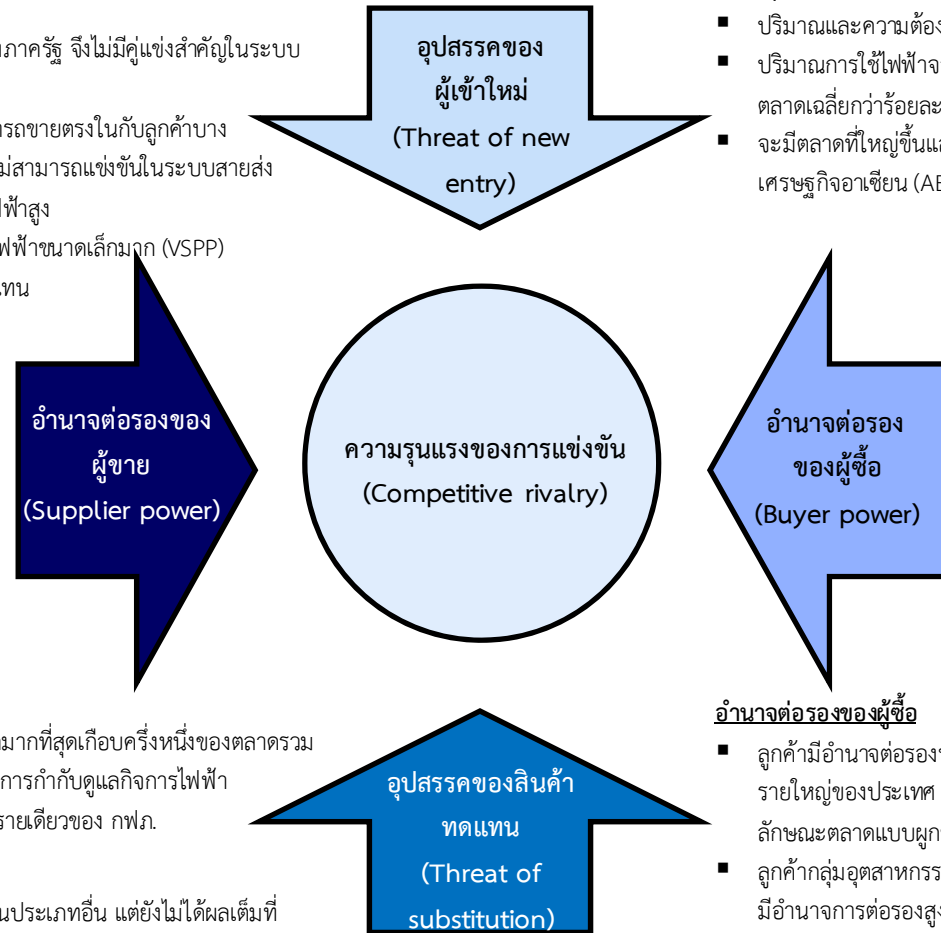 ภาครัฐ จึงไม่มีคู่แข่งสำคัญในระบบ
ารถขายตรงในกับลูกค้าบาง
ม่สามารถแข่งขันในระบบสายส่ง
ฟ้าสูง
ฟฟ้าขนาดเล็กมาก (VSPP)
แทน
อุปสรรคของ
ผู้เข้าใหม่
(Threat of new
entry)
■ ปริมาณและความต้อง
■ ปริมาณการใช้ไฟฟ้าจ
ตลาดเฉลี่ยกว่าร้อยละ
■ จะมีตลาดที่ใหญ่ขึ้นแล
เศรษฐกิจอาเซียน (AE
อำนาจต่อรองของ
ผู้ขาย
(Supplier power)
ความรุนแรงของการแข่งขัน
(Competitive rivalry)
อำนาจต่อรอง
ของผู้ซื้อ
(Buyer power)
มากที่สุดเกือบครึ่งหนึ่งของตลาดรวม
การกำกับดูแลกิจการไฟฟ้า
รายเดียวของ กฟภ.
นประเภทอื่น แต่ยังไม่ได้ผลเต็มที่
อุปสรรคของสินค้า
ทดแทน
(Threat of
substitution)
อำนาจต่อรองของผู้ซื้อ
■ ลูกค้ามีอำนาจต่อรอง
รายใหญ่ของประเทศ
ลักษณะตลาดแบบผูก
■ ลูกค้ากลุ่มอุตสาหกรร
มีอำนาจการต่อรองสูง